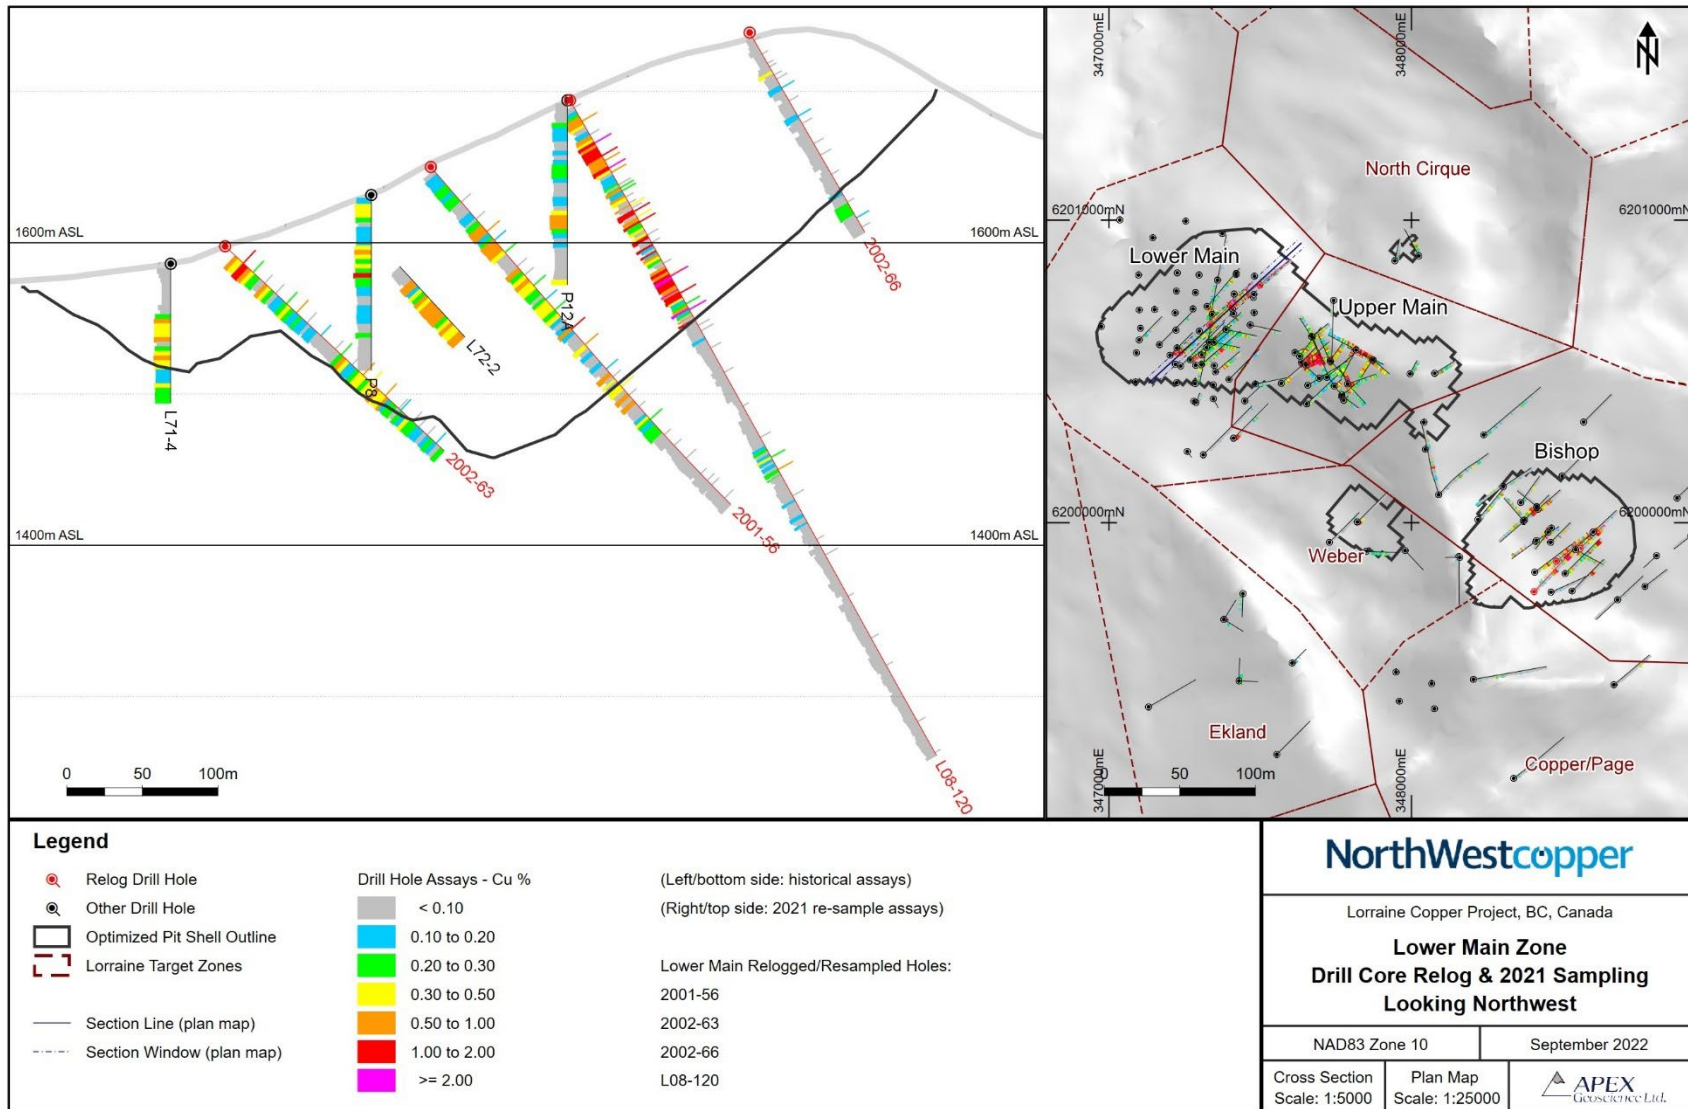 1600m ASL
1600m ASL
1400m ASL
1400m ASL
L71-4
2002-63
P8
L72-2
2001-56
P12A
L08-120
2002-66
0 50 100m
347000mE
348000mE
North Cirque
6201000mN
6201000mN
Lower Main
Upper Main
Bishop
6200000mN
6200000mN
Weber
Ekland
Copper/Page
347000mE
348000mE
0 50 100m
N
Legend
Relog Drill Hole
Other Drill Hole
Optimized Pit Shell Outline
Lorraine Target Zones
Section Line (plan map)
Section Window (plan map)
Drill Hole Assays - Cu %
< 0.10
0.10 to 0.20
0.20 to 0.30
0.30 to 0.50
0.50 to 1.00
1.00 to 2.00
>= 2.00
(Left/bottom side: historical assays)
(Right/top side: 2021 re-sample assays)
Lower Main Relogged/Resampled Holes:
2001-56
2002-63
2002-66
L08-120
NorthWestcopper
Lorraine Copper Project, BC, Canada
Lower Main Zone
Drill Core Relog & 2021 Sampling
Looking Northwest
NAD83 Zone 10
September 2022
Cross Section
Scale: 1:5000
Plan Map
Scale: 1:25000
APEX
Geoscience Ltd.